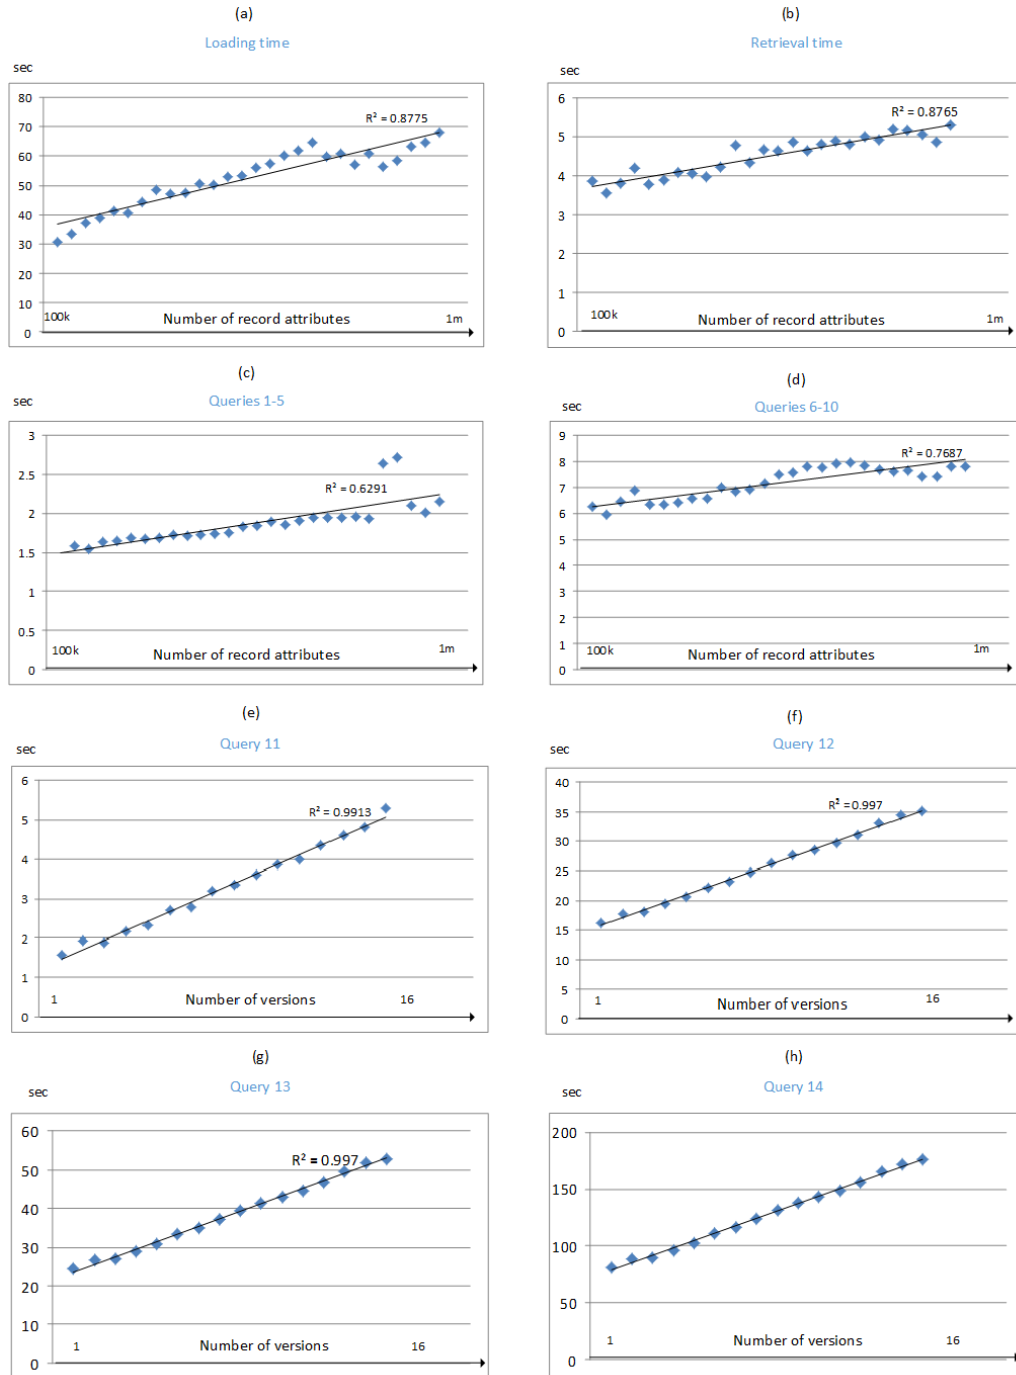 (a)
Loading time
sec
80
70
60
50
40
30
20
10
0
R² = 0.8775
100k
Number of record attributes
1m
(b)
Retrieval time
sec
6
5
4
3
2
1
0
R² = 0.8765
100k
Number of record attributes
1m
(c)
Queries 1-5
sec
3
2.5
2
1.5
1
0.5
0
R² = 0.6291
100k
Number of record attributes
1m
(d)
Queries 6-10
sec
9
8
7
6
5
4
3
2
1
0
R² = 0.7687
100k
Number of record attributes
1m
(e)
Query 11
sec
6
5
4
3
2
1
0
R² = 0.9913
1
Number of versions
16
(f)
Query 12
sec
40
35
30
25
20
15
10
5
0
R² = 0.997
1
Number of versions
16
(g)
Query 13
sec
60
50
40
30
20
10
0
R² = 0.997
1
Number of versions
16
(h)
Query 14
sec
200
150
100
50
0
1
Number of versions
16